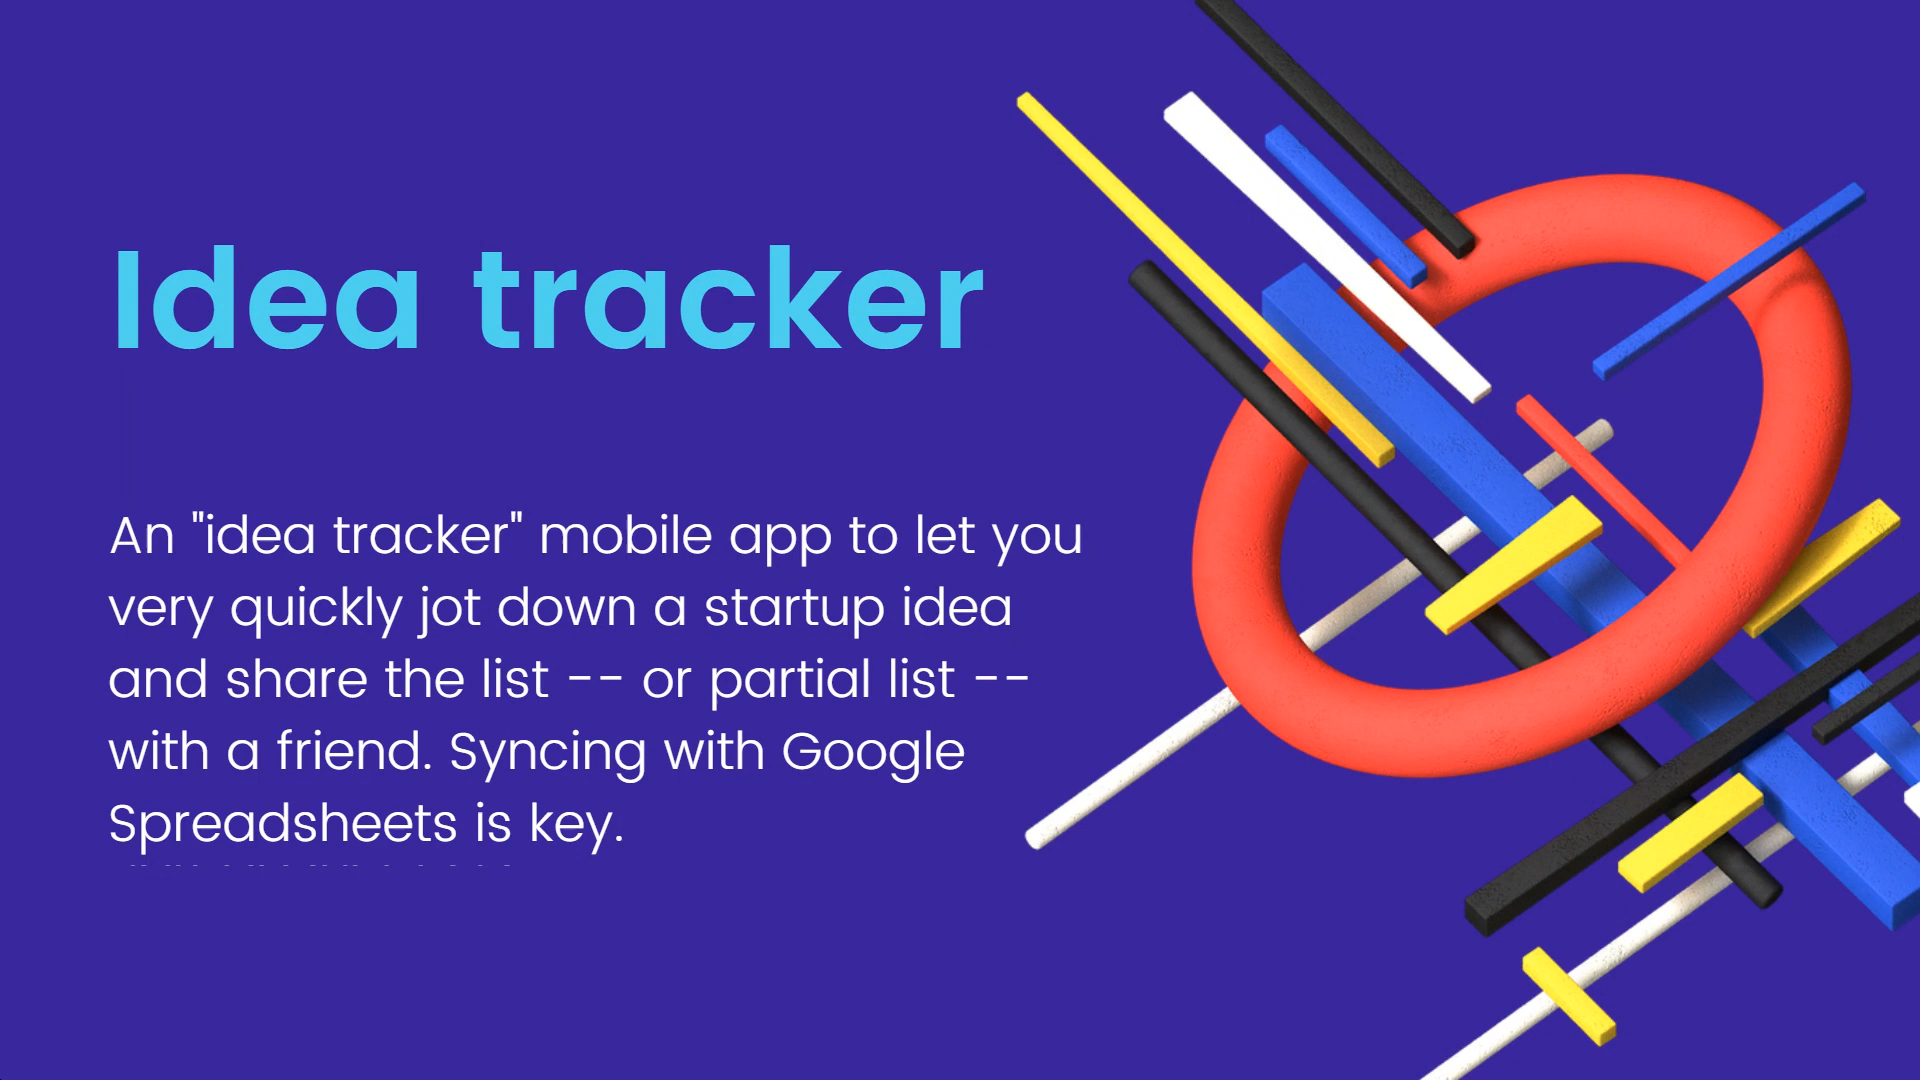 Idea tracker
An "idea tracker" mobile app to let you
very quickly jot down a startup idea
and share the list -- or partial list --
with a friend. Syncing with Google
Spreadsheets is key.